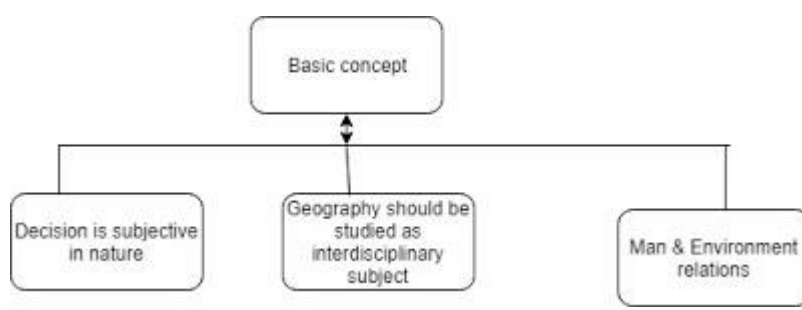 Basic concept
Decision is subjective
in nature
Geography should be
studied as
interdisciplinary
subject
Man & Environment
relations